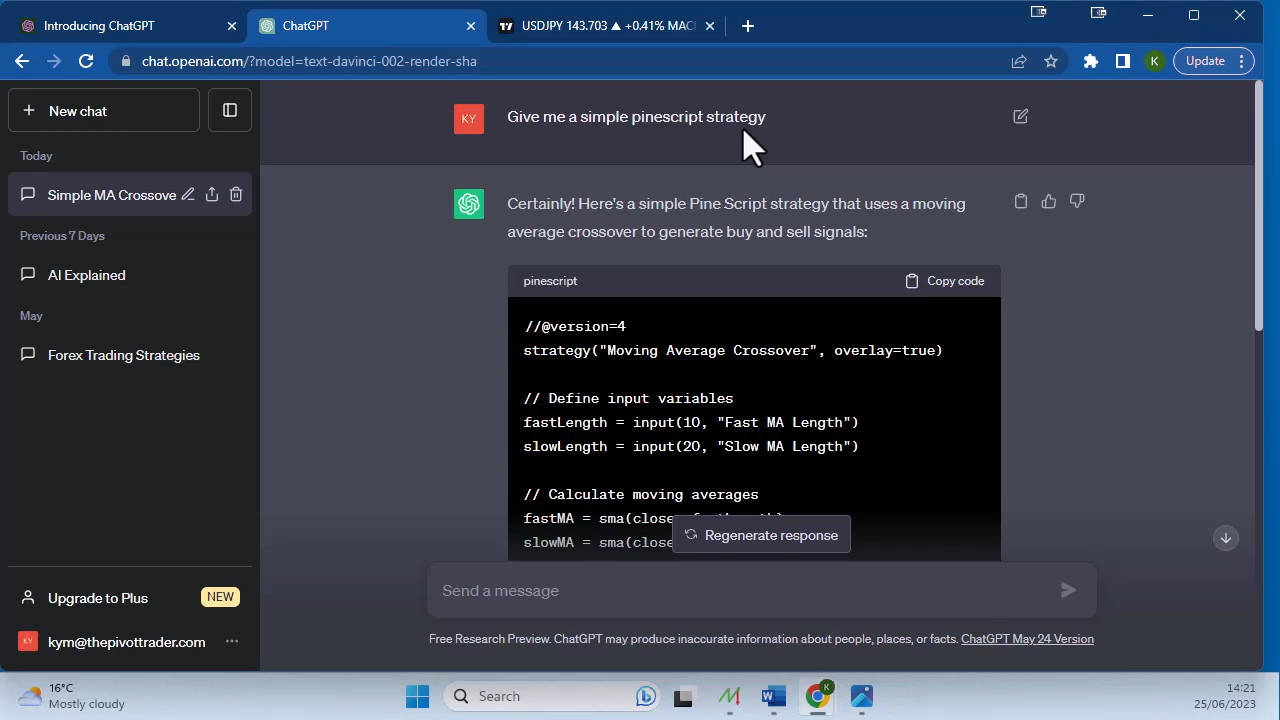 Introducing ChatGPT
ChatGPT
USDJPY 143.703 ▲ +0.41% MAC
chat.openai.com/?model=text-davinci-002-render-sha
K
Update
New chat
Today
Simple MA Crossove
Previous 7 Days
AI Explained
May
Forex Trading Strategies
Upgrade to Plus
NEW
KY
kym@thepivottrader.com
KY
Give me a simple pinescript strategy
Certainly! Here's a simple Pine Script strategy that uses a moving
average crossover to generate buy and sell signals:
pinescript
Copy code
//@version=4
strategy("Moving Average Crossover", overlay=true)
// Define input variables
fastLength = input(10, "Fast MA Length")
slowLength = input(20, "Slow MA Length")
// Calculate moving averages
fastMA = sma(close
slowMA = sma(close
Regenerate response
Send a message
Free Research Preview. ChatGPT may produce inaccurate information about people, places, or facts. ChatGPT May 24 Version
16°C
Mostly cloudy
Search
K
14:21
25/06/2023